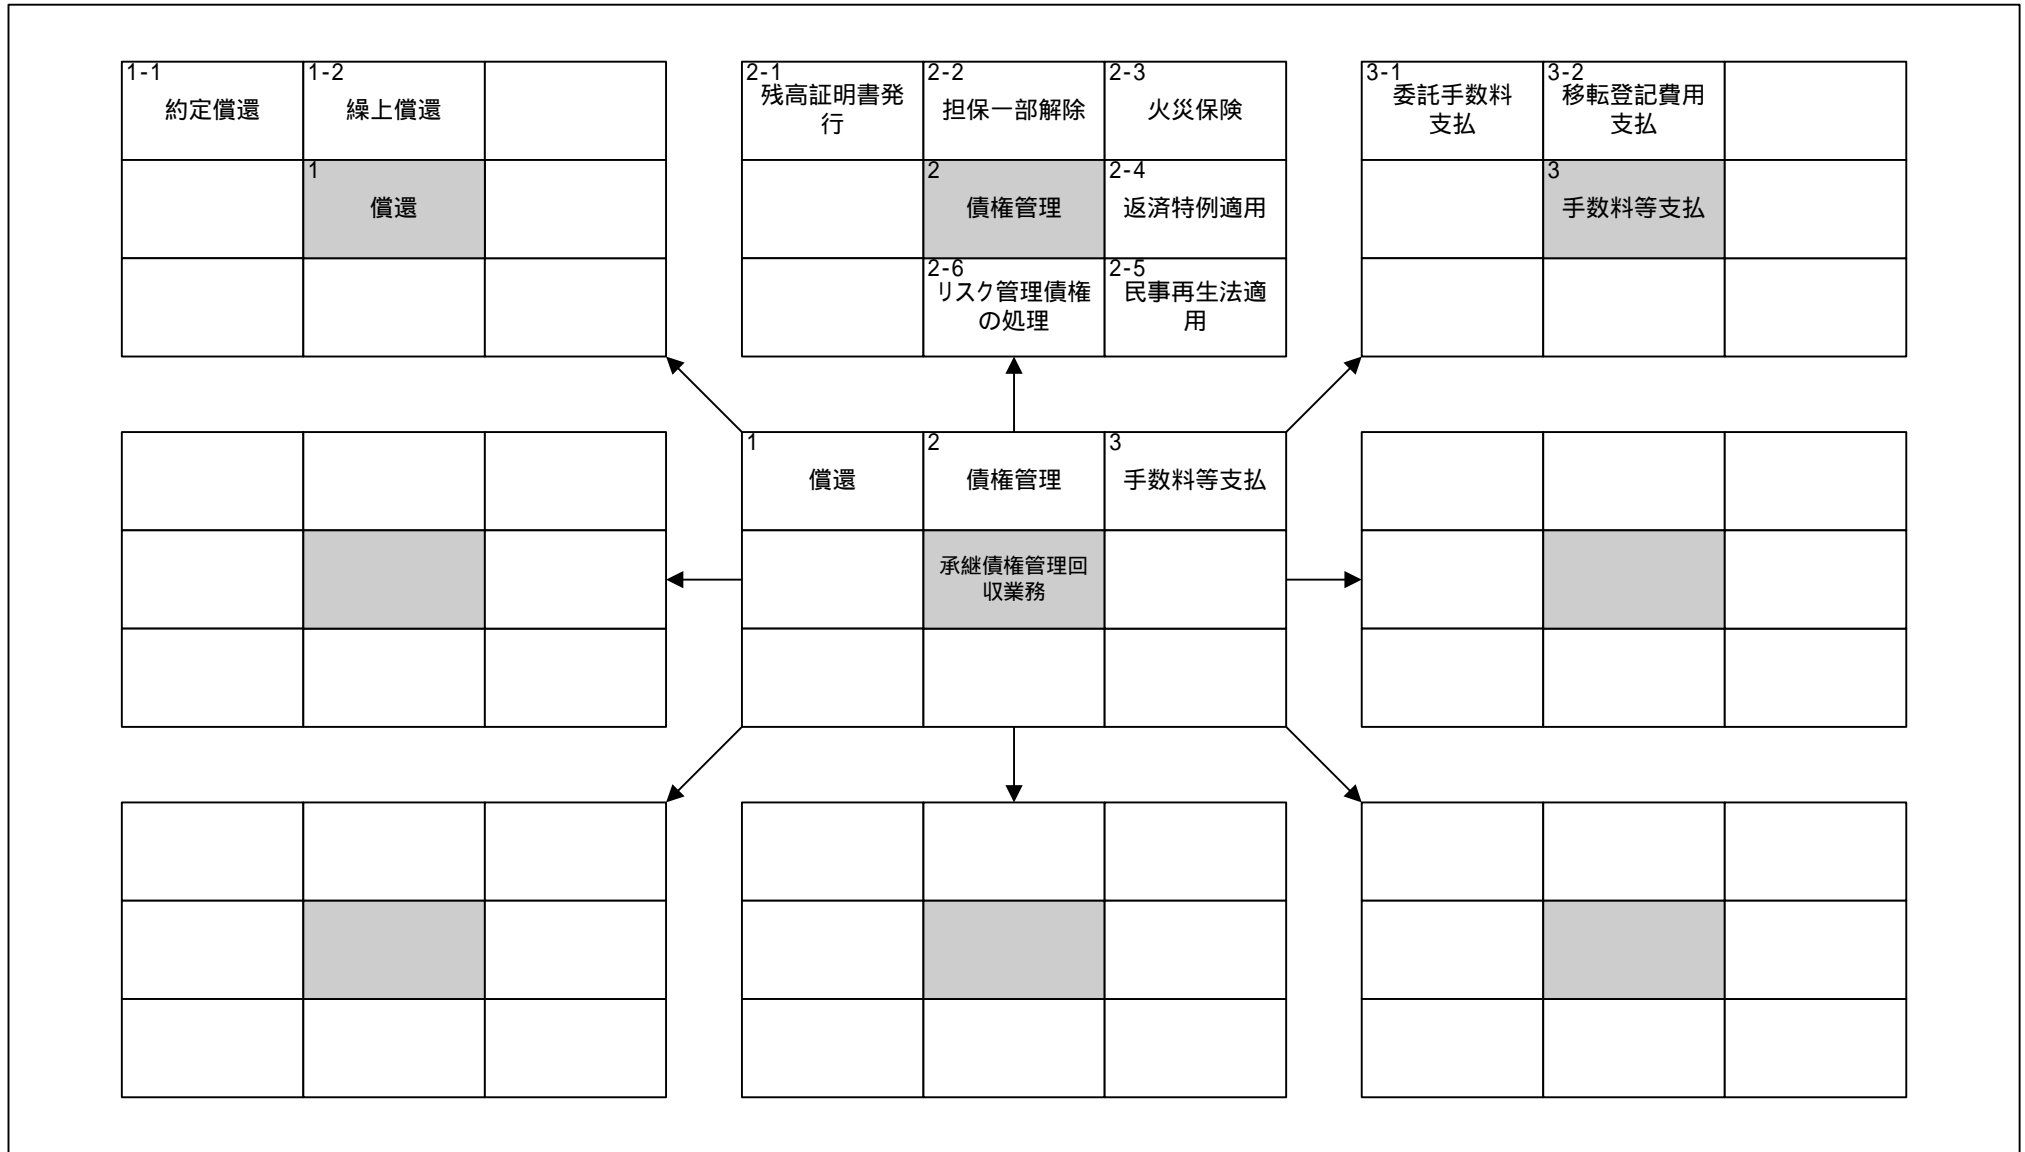 1-1
約定償還
1-2
繰上償還
1
償還
2-1
残高証明書発
行
2-2
担保一部解除
2-3
火災保険
2
債権管理
2-4
返済特例適用
2-6
リスク管理債権
の処理
2-5
民事再生法適
用
3-1
委託手数料
支払
3-2
移転登記費用
支払
3
手数料等支払
1
償還
2
債権管理
3
手数料等支払
承継債権管理回
収業務